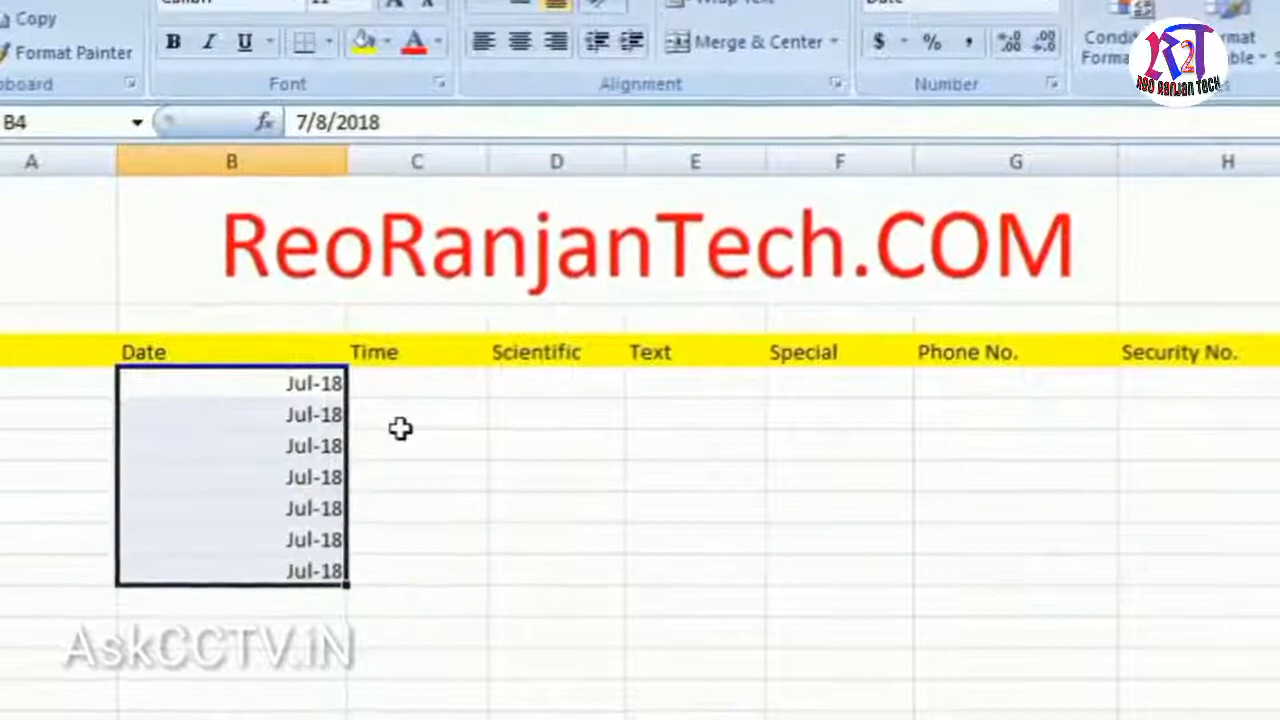 Copy
Format Painter
B I U
Merge & Center
$ %
Font
Alignment
Number
R2T
REO RANJAN TECH
B4
fx 7/8/2018
A B C D E F G H
ReoRanjanTech.COM
Date Time Scientific Text Special Phone No. Security No.
Jul-18
Jul-18
Jul-18
Jul-18
Jul-18
Jul-18
Jul-18
AskCCTV.iN